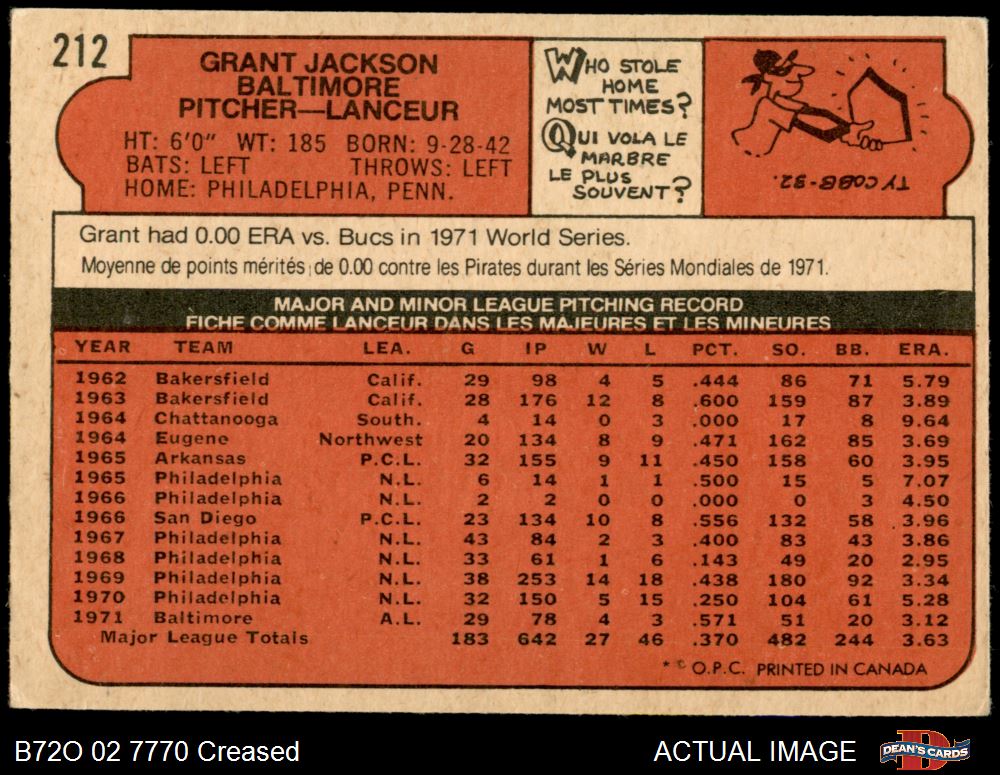 212
GRANT JACKSON
BALTIMORE
PITCHER—LANCEUR
HT: 6'0" WT: 185 BORN: 9-28-42
BATS: LEFT THROWS: LEFT
HOME: PHILADELPHIA, PENN.
WHO STOLE
HOME
MOST TIMES?
QUI VOLA LE
MARBRE
LE PLUS
SOUVENT?
TY COBB-32.
Grant had 0.00 ERA vs. Bucs in 1971 World Series.
Moyenne de points mérités de 0.00 contre les Pirates durant les Séries Mondiales de 1971.
MAJOR AND MINOR LEAGUE PITCHING RECORD
FICHE COMME LANCEUR DANS LES MAJEURES ET LES MINEURES
YEAR TEAM LEA. G IP W L PCT. SO. BB. ERA.
1962 Bakersfield Calif. 29 98 4 5 .444 86 71 5.79
1963 Bakersfield Calif. 28 176 12 8 .600 159 87 3.89
1964 Chattanooga South. 4 14 0 3 .000 17 8 9.64
1964 Eugene Northwest 20 134 8 9 .471 162 85 3.69
1965 Arkansas P.C.L. 32 155 9 11 .450 158 60 3.95
1965 Philadelphia N.L. 6 14 1 1 .500 15 5 7.07
1966 Philadelphia N.L. 2 2 0 0 .000 0 3 4.50
1966 San Diego P.C.L. 23 134 10 8 .556 132 58 3.96
1967 Philadelphia N.L. 43 84 2 3 .400 83 43 3.86
1968 Philadelphia N.L. 33 61 1 6 .143 49 20 2.95
1969 Philadelphia N.L. 38 253 14 18 .438 180 92 3.34
1970 Philadelphia N.L. 32 150 5 15 .250 104 61 5.28
1971 Baltimore A.L. 29 78 4 3 .571 51 20 3.12
Major League Totals 183 642 27 46 .370 482 244 3.63
* © O.P.C. PRINTED IN CANADA
B72O 02 7770 Creased ACTUAL IMAGE DEAN'S CARDS